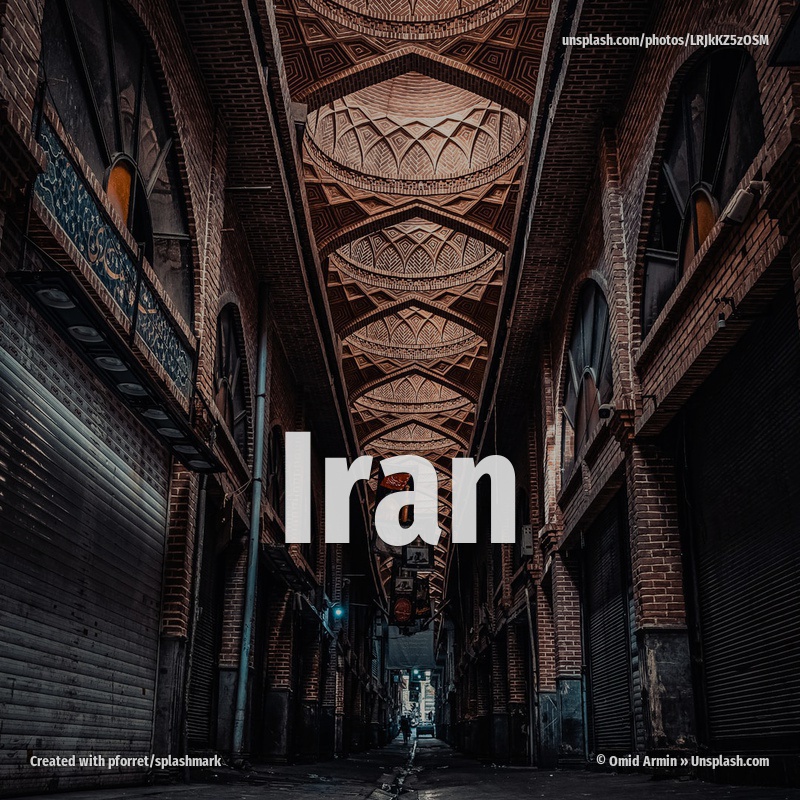 unsplash.com/photos/LRJkKZ5zOSM
Iran
Created with pforret/splashmark
© Omid Armin » Unsplash.com